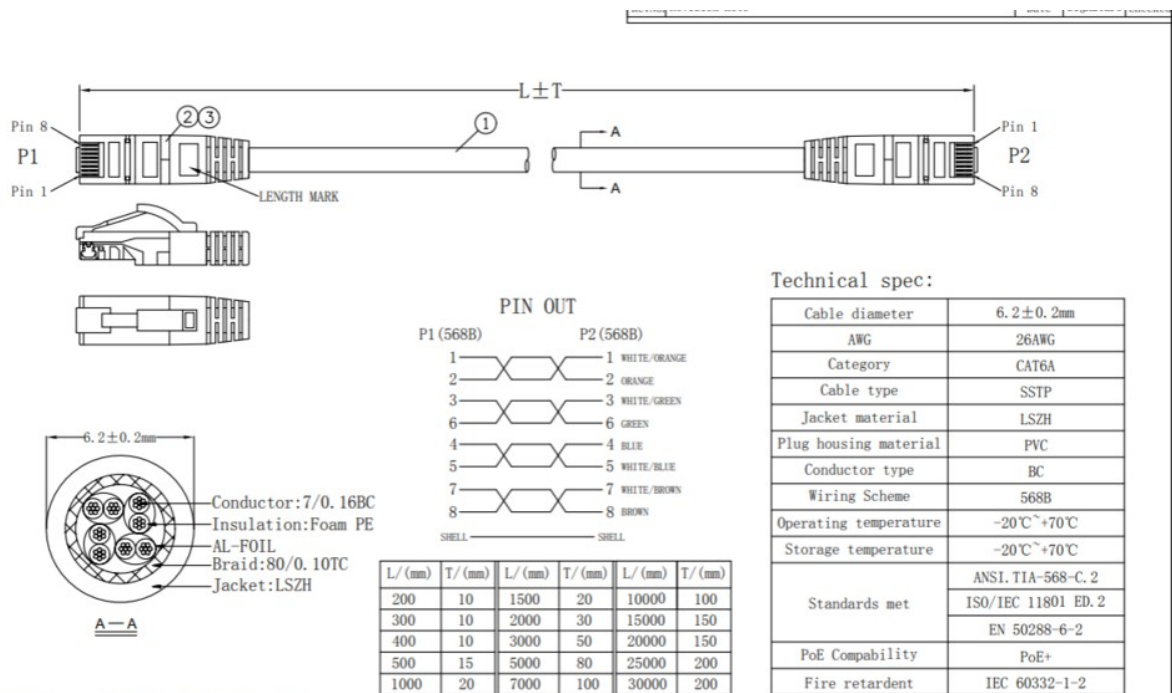 L±T
② ③
①
A
A
Pin 8
P1
Pin 1
Pin 1
P2
Pin 8
LENGTH MARK
Technical spec:
Cable diameter 6.2±0.2mm
AWG 26AWG
Category CAT6A
Cable type SSTP
Jacket material LSZH
Plug housing material PVC
Conductor type BC
Wiring Scheme 568B
Operating temperature -20℃~+70℃
Storage temperature -20℃~+70℃
Standards met ANSI.TIA-568-C.2
ISO/IEC 11801 ED.2
EN 50288-6-2
PoE Compability PoE+
Fire retardent IEC 60332-1-2
PIN OUT
P1(568B) P2(568B)
1 1 WHITE/ORANGE
2 2 ORANGE
3 3 WHITE/GREEN
6 6 GREEN
4 4 BLUE
5 5 WHITE/BLUE
7 7 WHITE/BROWN
8 8 BROWN
SHELL SHELL
6.2±0.2mm
Conductor:7/0.16BC
Insulation:Foam PE
AL-FOIL
Braid:80/0.10TC
Jacket:LSZH
A—A
L/(mm) T/(mm) L/(mm) T/(mm) L/(mm) T/(mm)
200 10 1500 20 10000 100
300 10 2000 30 15000 150
400 10 3000 50 20000 150
500 15 5000 80 25000 200
1000 20 7000 100 30000 200